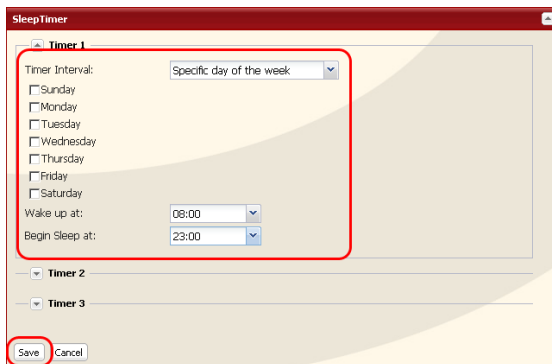 SleepTimer
Timer 1
Timer Interval: Specific day of the week
Sunday
Monday
Tuesday
Wednesday
Thursday
Friday
Saturday
Wake up at: 08:00
Begin Sleep at: 23:00
Timer 2
Timer 3
Save Cancel